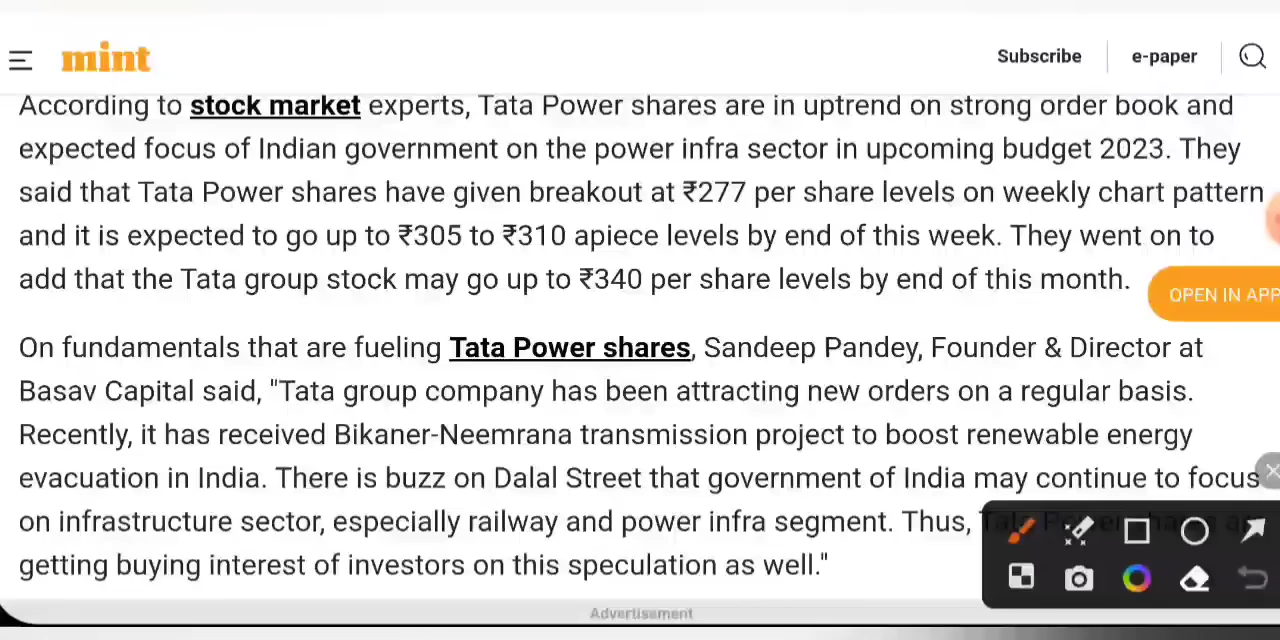 mint
Subscribe
e-paper
According to stock market experts, Tata Power shares are in uptrend on strong order book and
expected focus of Indian government on the power infra sector in upcoming budget 2023. They
said that Tata Power shares have given breakout at ₹277 per share levels on weekly chart pattern
and it is expected to go up to ₹305 to ₹310 apiece levels by end of this week. They went on to
add that the Tata group stock may go up to ₹340 per share levels by end of this month.
OPEN IN APP
On fundamentals that are fueling Tata Power shares, Sandeep Pandey, Founder & Director at
Basav Capital said, "Tata group company has been attracting new orders on a regular basis.
Recently, it has received Bikaner-Neemrana transmission project to boost renewable energy
evacuation in India. There is buzz on Dalal Street that government of India may continue to focus
on infrastructure sector, especially railway and power infra segment. Thus,
getting buying interest of investors on this speculation as well."
Advertisement